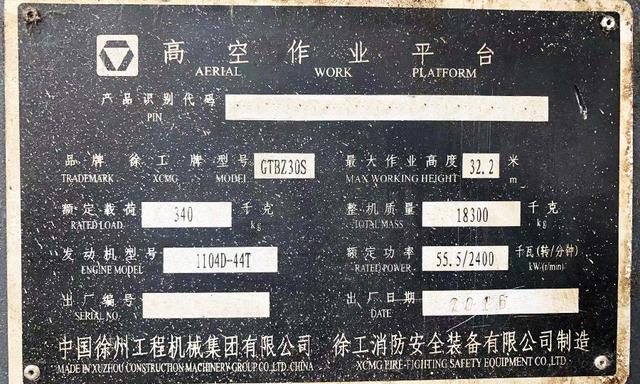 高空作业平台
AERIAL WORK PLATFORM
产品识别代码
PIN
品牌 徐工牌 型号 GTBZ30S 最大作业高度 32.2 米
TRADEMARK XCMG MODEL MAX WORKING HEIGHT m
额定载荷 340 千克 整机质量 18300 千克
RATED LOAD kg TOTAL MASS kg
发动机型号 1104D-44T 额定功率 55.5/2400 千瓦(转/分钟)
ENGINE MODEL RATED POWER kW(r/min)
出厂编号 出厂日期
SERIAL NO. DATE
中国徐州工程机械集团有限公司 徐工消防安全装备有限公司制造
MADE IN XUZHOU CONSTRUCTION MACHINERY GROUP CO.,LTD. CHINA XCMG FIRE-FIGHTING SAFETY EQUIPMENT CO.,LTD.